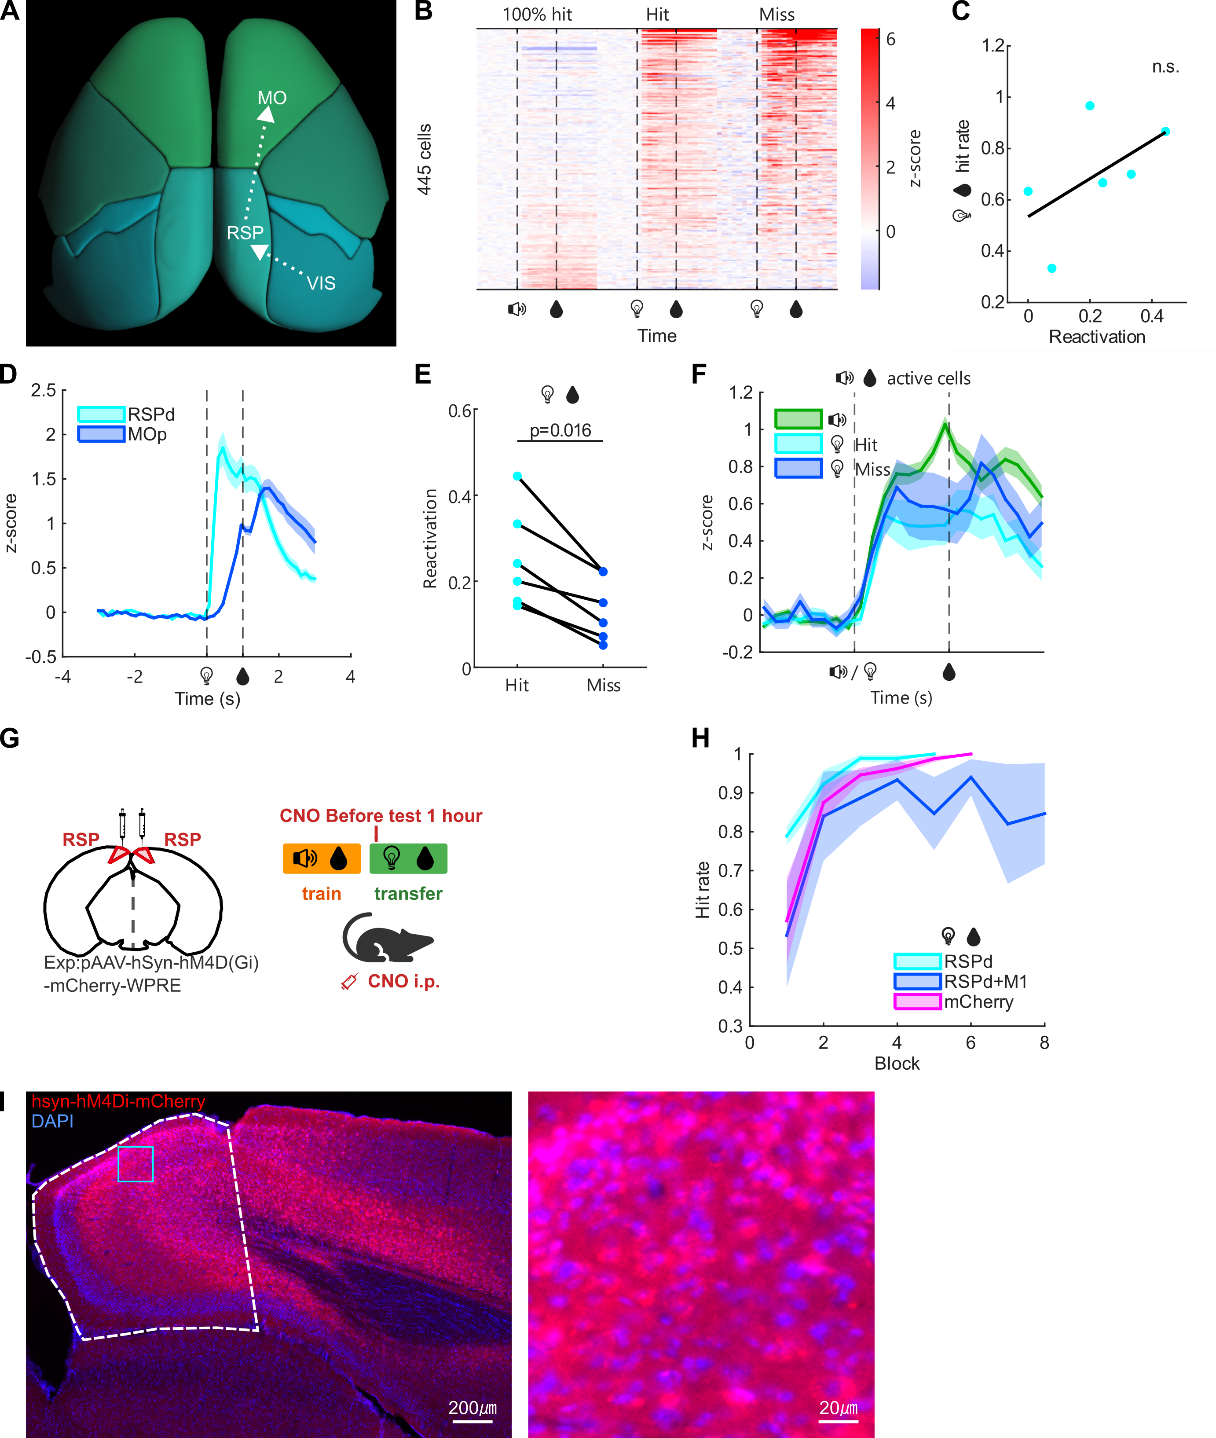 A
MO
RSP
VIS
B
100% hit
Hit
Miss
445 cells
Time
6
4
2
0
z-score
C
1.2
1
0.8
0.6
0.4
0.2
hit rate
n.s.
0
0.2
0.4
Reactivation
D
2.5
2
1.5
1
0.5
0
-0.5
z-score
RSPd
MOp
-4
-2
2
4
Time (s)
E
p=0.016
0.6
0.4
0.2
0
Reactivation
Hit
Miss
F
active cells
1.2
1
0.8
0.6
0.4
0.2
0
-0.2
z-score
Hit
Miss
/
Time (s)
G
RSP
RSP
Exp:pAAV-hSyn-hM4D(Gi)
-mCherry-WPRE
CNO Before test 1 hour
train
transfer
CNO i.p.
H
1
0.9
0.8
0.7
0.6
0.5
0.4
0.3
Hit rate
RSPd
RSPd+M1
mCherry
0
2
4
6
8
Block
I
hsyn-hM4Di-mCherry
DAPI
200μm
20μm